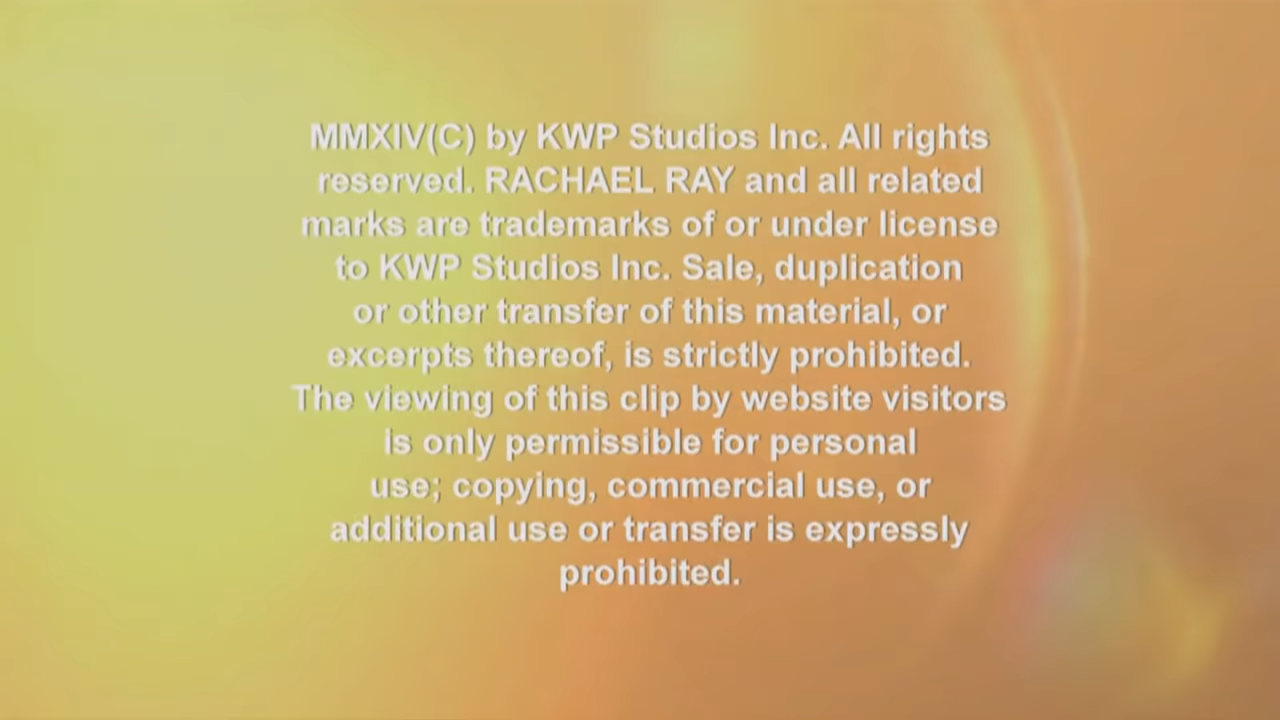 MMXIV(C) by KWP Studios Inc. All rights
reserved. RACHAEL RAY and all related
marks are trademarks of or under license
to KWP Studios Inc. Sale, duplication
or other transfer of this material, or
excerpts thereof, is strictly prohibited.
The viewing of this clip by website visitors
is only permissible for personal
use; copying, commercial use, or
additional use or transfer is expressly
prohibited.